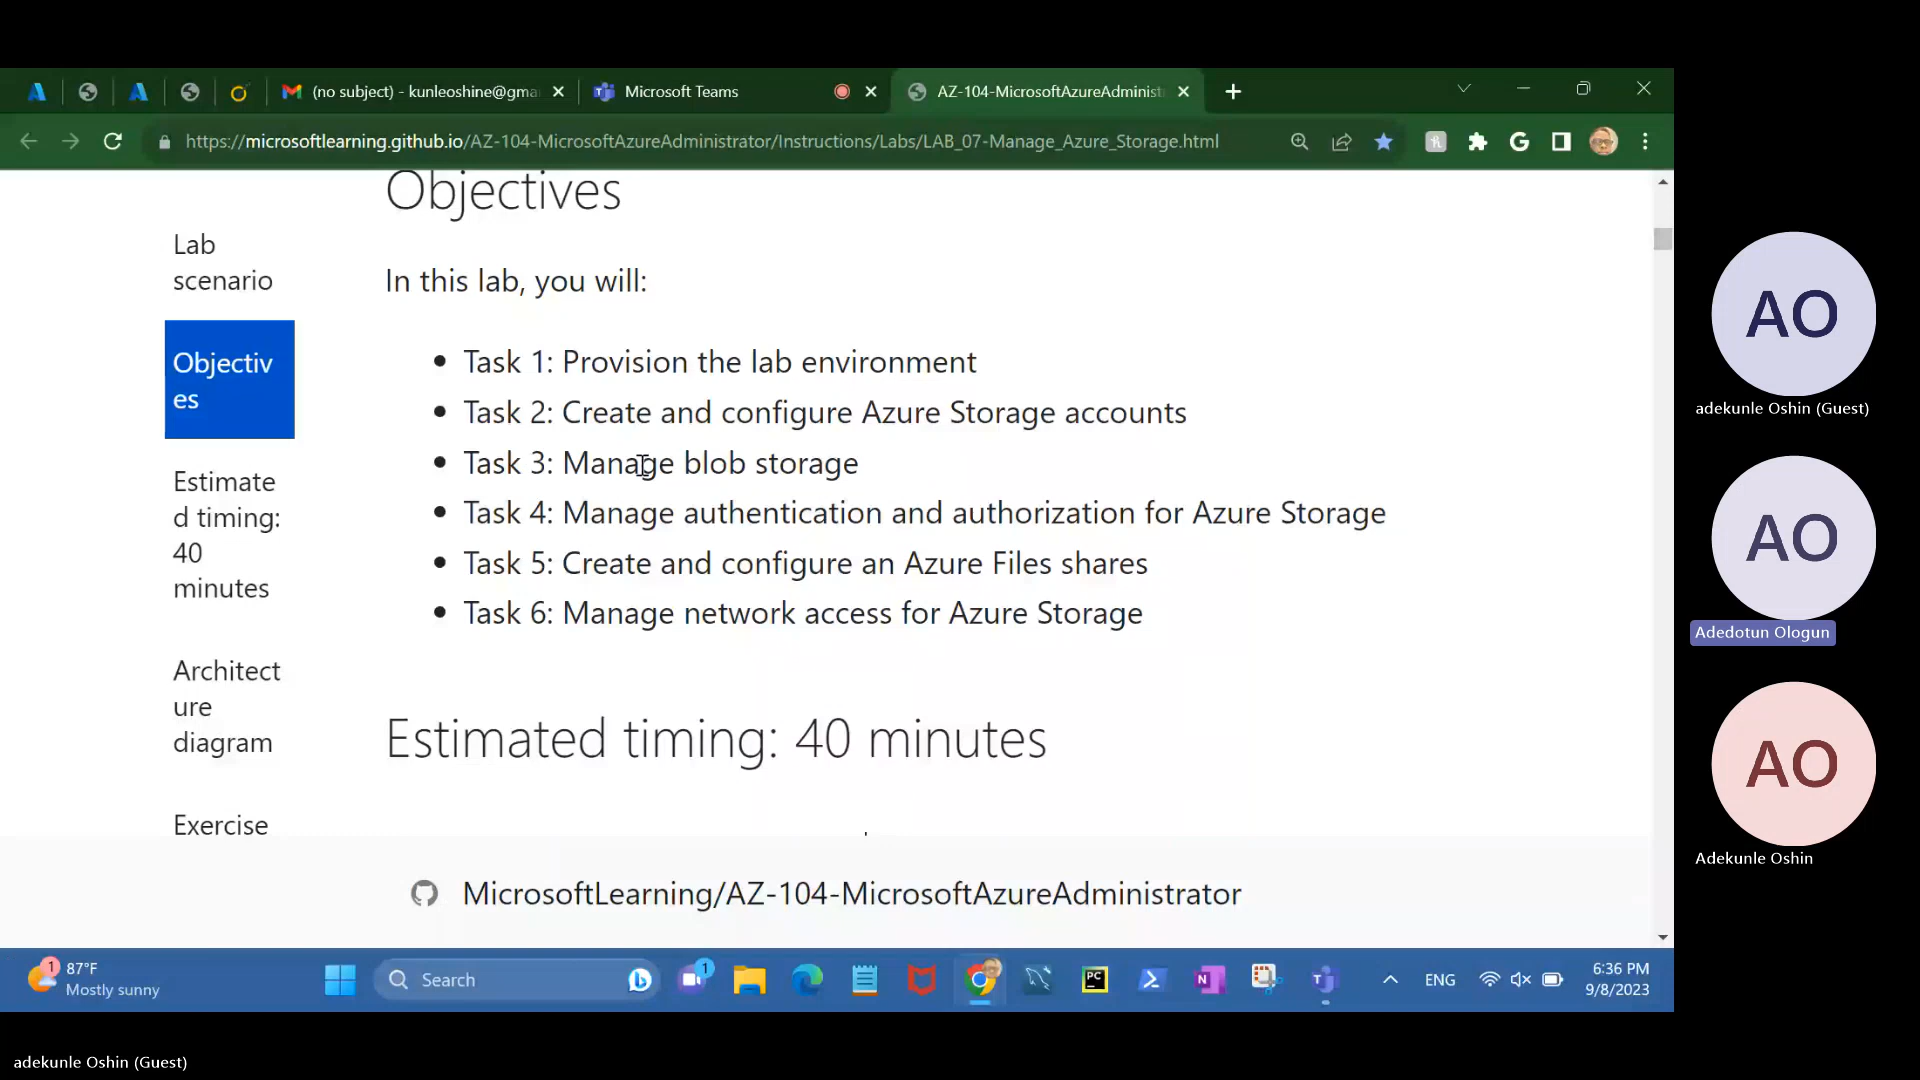 (no subject) - kunleoshine@gma
Microsoft Teams
AZ-104-MicrosoftAzureAdminist
https://microsoftlearning.github.io/AZ-104-MicrosoftAzureAdministrator/Instructions/Labs/LAB_07-Manage_Azure_Storage.html
Objectives
Lab
scenario
Objectiv
es
Estimate
d timing:
40
minutes
Architect
ure
diagram
Exercise
In this lab, you will:
Task 1: Provision the lab environment
Task 2: Create and configure Azure Storage accounts
Task 3: Manage blob storage
Task 4: Manage authentication and authorization for Azure Storage
Task 5: Create and configure an Azure Files shares
Task 6: Manage network access for Azure Storage
Estimated timing: 40 minutes
MicrosoftLearning/AZ-104-MicrosoftAzureAdministrator
AO
adekunle Oshin (Guest)
AO
Adedotun Ologun
AO
Adekunle Oshin
1
87°F
Mostly sunny
Search
1
PC
N
T
ENG
6:36 PM
9/8/2023
adekunle Oshin (Guest)